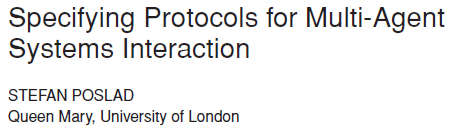 Specifying Protocols for Multi-Agent
Systems Interaction
STEFAN POSLAD
Queen Mary, University of London